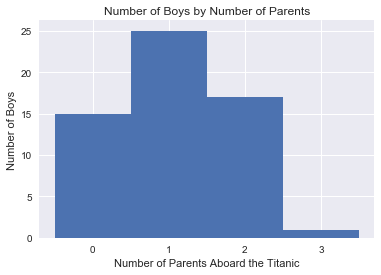 Number of Boys by Number of Parents
25
20
15
10
5
0
Number of Boys
0 1 2 3
Number of Parents Aboard the Titanic